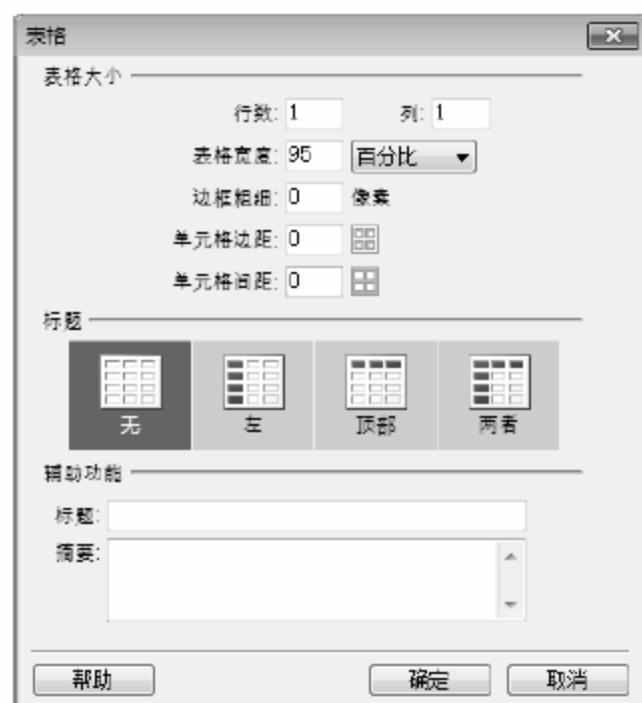 表格
表格大小
行数: 1 列: 1
表格宽度: 95 百分比
边框粗细: 0 像素
单元格边距: 0
单元格间距: 0
标题
无 左 顶部 两者
辅助功能
标题:
摘要:
帮助 确定 取消